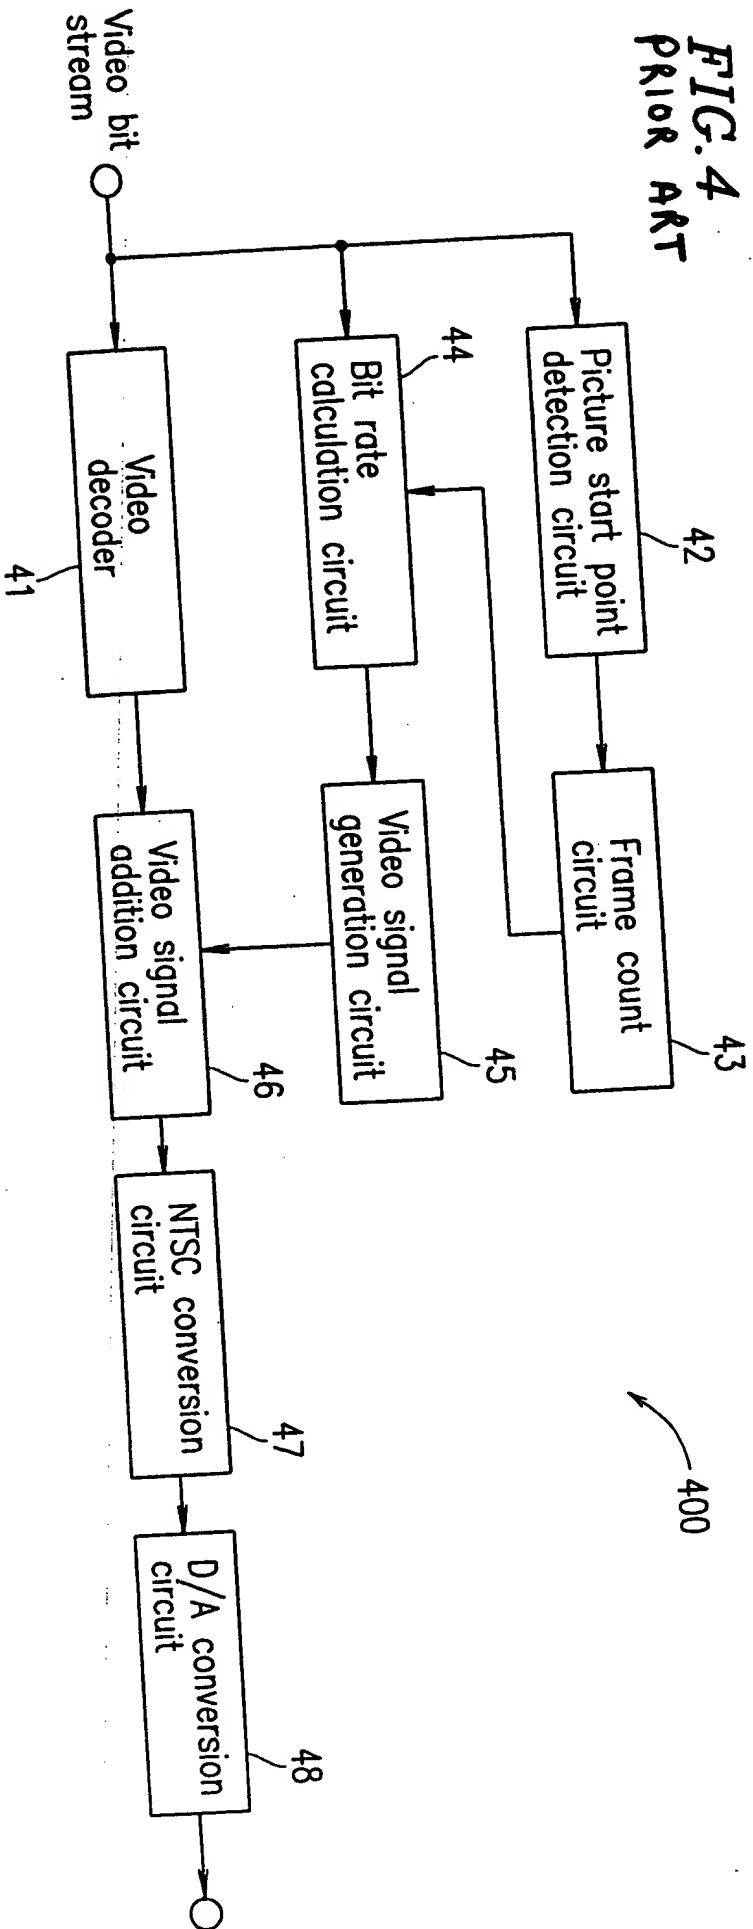 FIG. 4
PRIOR ART
400
42
Picture start point
detection circuit
43
Frame count
circuit
44
Bit rate
calculation circuit
45
Video signal
generation circuit
Video bit
stream
Video
decoder
41
Video signal
addition circuit
46
NTSC conversion
circuit
47
D/A conversion
circuit
48